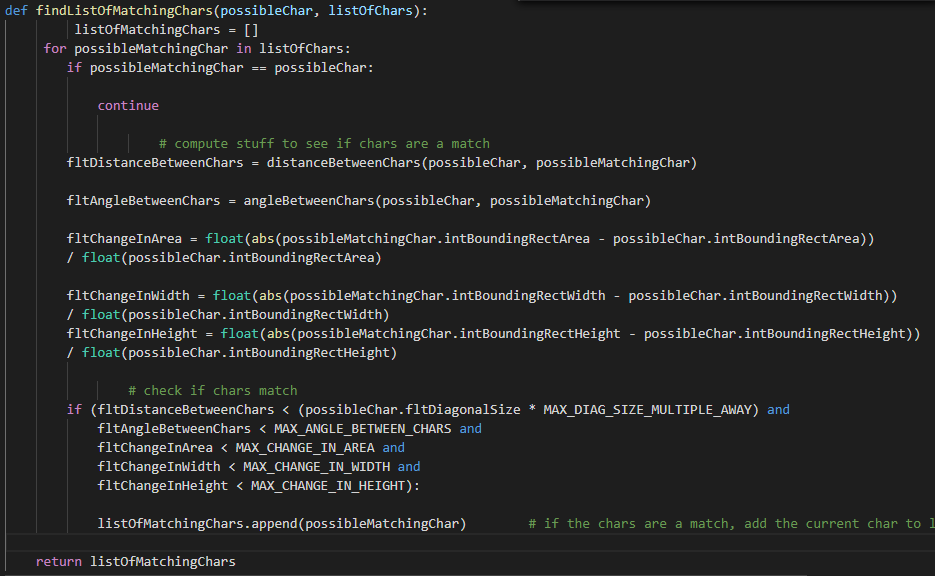 def findListOfMatchingChars(possibleChar, listOfChars):
listOfMatchingChars = []
for possibleMatchingChar in listOfChars:
if possibleMatchingChar == possibleChar:
continue
# compute stuff to see if chars are a match
fltDistanceBetweenChars = distanceBetweenChars(possibleChar, possibleMatchingChar)
fltAngleBetweenChars = angleBetweenChars(possibleChar, possibleMatchingChar)
fltChangeInArea = float(abs(possibleMatchingChar.intBoundingRectArea - possibleChar.intBoundingRectArea))
/ float(possibleChar.intBoundingRectArea)
fltChangeInWidth = float(abs(possibleMatchingChar.intBoundingRectWidth - possibleChar.intBoundingRectWidth))
/ float(possibleChar.intBoundingRectWidth)
fltChangeInHeight = float(abs(possibleMatchingChar.intBoundingRectHeight - possibleChar.intBoundingRectHeight))
/ float(possibleChar.intBoundingRectHeight)
# check if chars match
if (fltDistanceBetweenChars < (possibleChar.fltDiagonalSize * MAX_DIAG_SIZE_MULTIPLE_AWAY) and
fltAngleBetweenChars < MAX_ANGLE_BETWEEN_CHARS and
fltChangeInArea < MAX_CHANGE_IN_AREA and
fltChangeInWidth < MAX_CHANGE_IN_WIDTH and
fltChangeInHeight < MAX_CHANGE_IN_HEIGHT):
listOfMatchingChars.append(possibleMatchingChar) # if the chars are a match, add the current char to
return listOfMatchingChars